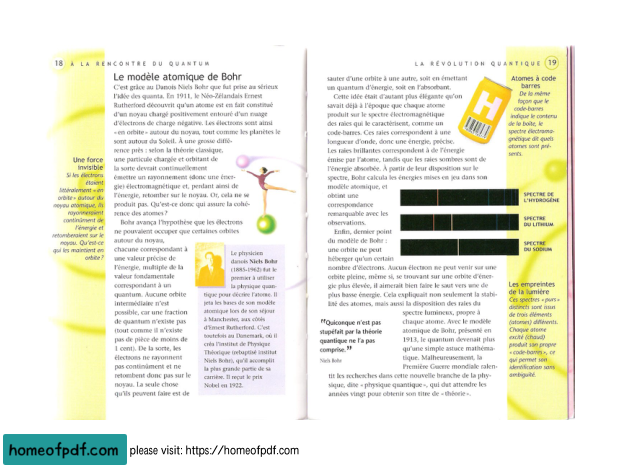 18 À LA RENCONTRE DU QUANTUM
Le modèle atomique de Bohr
C'est grâce au Danois Niels Bohr que fut prise au sérieux
l'idée des quanta. En 1911, le Néo-Zélandais Ernest
Rutherford découvrit qu'un atome est en fait constitué
d'un noyau chargé positivement entouré d'un nuage
d'électrons de charge négative. Les électrons sont ainsi
« en orbite » autour du noyau, tout comme les planètes le
sont autour du Soleil. À une grosse diffé-
rence près : selon la théorie classique,
une particule chargée et orbitant de
la sorte devrait continuellement
émettre un rayonnement (donc une éner-
gie) électromagnétique et, perdant ainsi de
l'énergie, retomber sur le noyau. Or, cela ne se
produit pas. Qu'est-ce donc qui assure la cohé-
rence des atomes ?
Bohr avança l'hypothèse que les électrons
ne pouvaient occuper que certaines orbites
autour du noyau,
chacune correspondant à
une valeur précise de
l'énergie, multiple de la
valeur fondamentale
correspondant à un
quantum. Aucune orbite
intermédiaire n'est
possible, car une fraction
de quantum n'existe pas
(tout comme il n'existe
pas de pièce de moins de
1 cent). De la sorte, les
électrons ne rayonnent
pas continûment et ne
retombent donc pas sur le
noyau. La seule chose
qu'ils peuvent faire est de
Une force
invisible
Si les électrons
étaient
littéralement « en
orbite » autour du
noyau atomique, ils
rayonneraient
continûment de
l'énergie et
retomberaient sur le
noyau. Qu'est-ce
qui les maintient en
orbite ?
Le physicien
danois Niels Bohr
(1885-1962) fut le
premier à utiliser
la physique quan-
tique pour décrire l'atome. Il
jeta les bases de son modèle
atomique lors de son séjour
à Manchester, aux côtés
d'Ernest Rutherford. C'est
toutefois au Danemark, où il
créa l'institut de Physique
Théorique (rebaptisé institut
Niels Bohr), qu'il accomplit
la plus grande partie de sa
carrière. Il reçut le prix
Nobel en 1922.
LA RÉVOLUTION QUANTIQUE 19
sauter d'une orbite à une autre, soit en émettant
un quantum d'énergie, soit en l'absorbant.
Cette idée était d'autant plus élégante qu'on
savait déjà à l'époque que chaque atome
produit sur le spectre électromagnétique
des raies qui le caractérisent, comme un
code-barres. Ces raies correspondent à une
longueur d'onde, donc une énergie, précise.
Les raies brillantes correspondent à de l'énergie
émise par l'atome, tandis que les raies sombres sont de
l'énergie absorbée. À partir de leur disposition sur le
spectre, Bohr calcula les énergies mises en jeu dans son
modèle atomique, et
obtint une
correspondance
remarquable avec les
observations.
Enfin, dernier point
du modèle de Bohr :
une orbite ne peut
héberger qu'un certain
nombre d'électrons. Aucun électron ne peut venir sur une
orbite pleine, même si, se trouvant sur une orbite d'éner-
gie plus élevée, il aimerait bien faire le saut vers une de
plus basse énergie. Cela expliquait non seulement la stabi-
lité des atomes, mais aussi la disposition des raies du
spectre lumineux, propre à
chaque atome. Avec le modèle
atomique de Bohr, présenté en
1913, le quantum devenait plus
qu'une simple astuce mathéma-
tique. Malheureusement, la
Première Guerre mondiale ralen-
tit les recherches dans cette nouvelle branche de la phy-
sique, dite « physique quantique », qui dut attendre les
années vingt pour obtenir son titre de « théorie ».
"Quiconque n'est pas
stupéfait par la théorie
quantique ne l'a pas
comprise."
Niels Bohr
H
Atomes à code
barres
De la même
façon que le
code-barres
indique le contenu
de la boîte, le
spectre électroma-
gnétique dit quels
atomes sont pré-
sents.
SPECTRE DE
L'HYDROGÈNE
SPECTRE
DU LITHIUM
SPECTRE
DU SODIUM
Les empreintes
de la lumière
Ces spectres « purs »
distincts sont issus
de trois éléments
(atomes) différents.
Chaque atome
excité (chaud)
produit son propre
« code-barres », ce
qui permet son
identification sans
ambiguïté.
homeofpdf.com please visit: https://homeofpdf.com